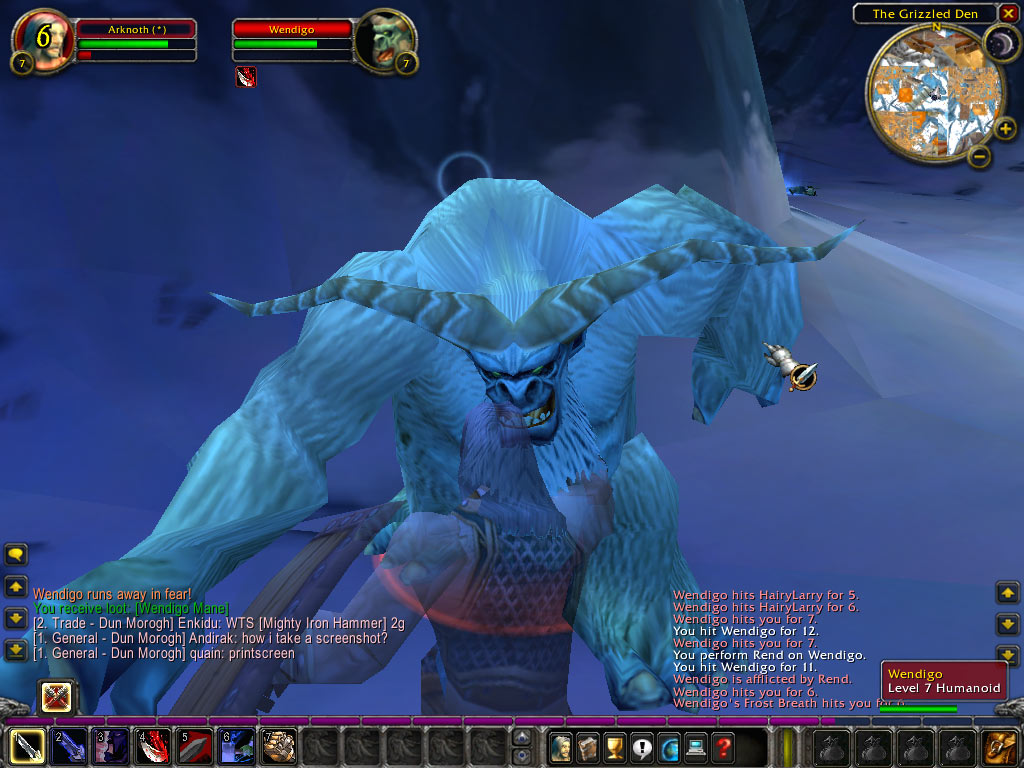 6
Arknoth (*)
7
Wendigo
7
The Grizzled Den
N
Wendigo runs away in fear!
You receive loot: [Wendigo Mane]
[2. Trade - Dun Morogh] Enkidu: WTS [Mighty Iron Hammer] 2g
[1. General - Dun Morogh] Andirak: how i take a screenshot?
[1. General - Dun Morogh] quain: printscreen
Wendigo hits HairyLarry for 5.
Wendigo hits HairyLarry for 6.
Wendigo hits you for 7.
You hit Wendigo for 12.
Wendigo hits you for 7.
You perform Rend on Wendigo.
You hit Wendigo for 11.
Wendigo is afflicted by Rend.
Wendigo hits you for 6.
Wendigo's Frost Breath hits you for 6
Wendigo
Level 7 Humanoid
1 2 3 4 5 6 7